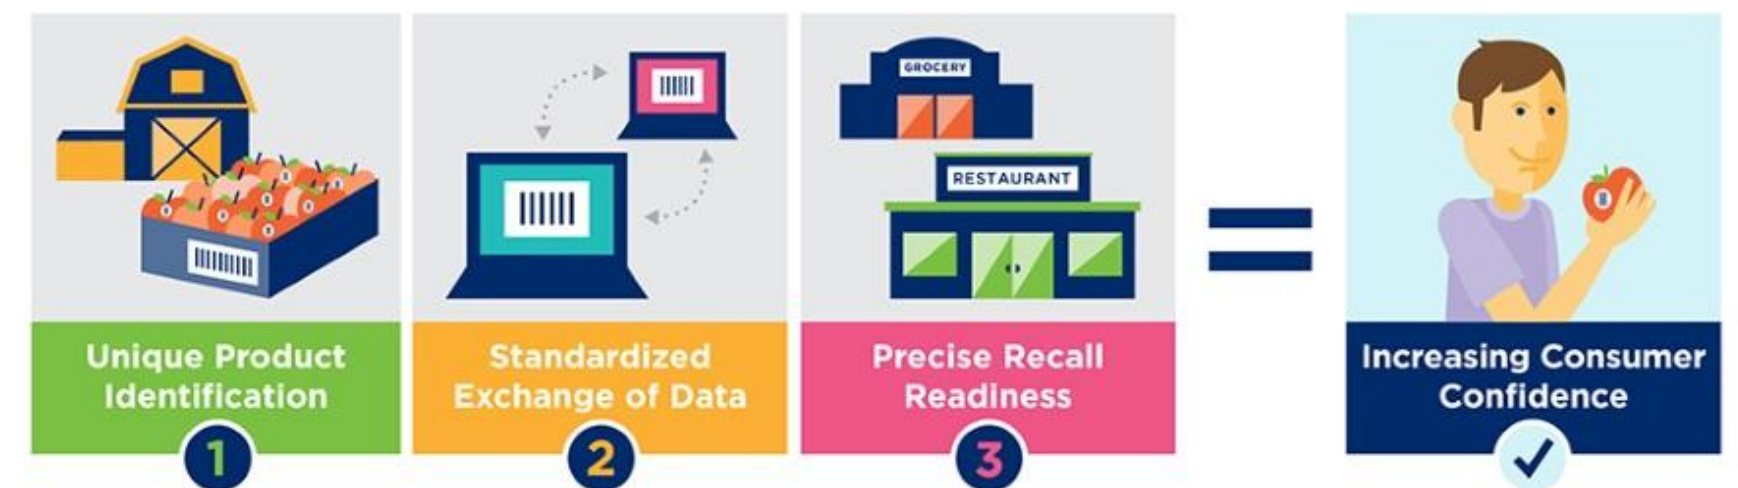 GROCERY
RESTAURANT
Unique Product
Identification
1
Standardized
Exchange of Data
2
Precise Recall
Readiness
3
Increasing Consumer
Confidence